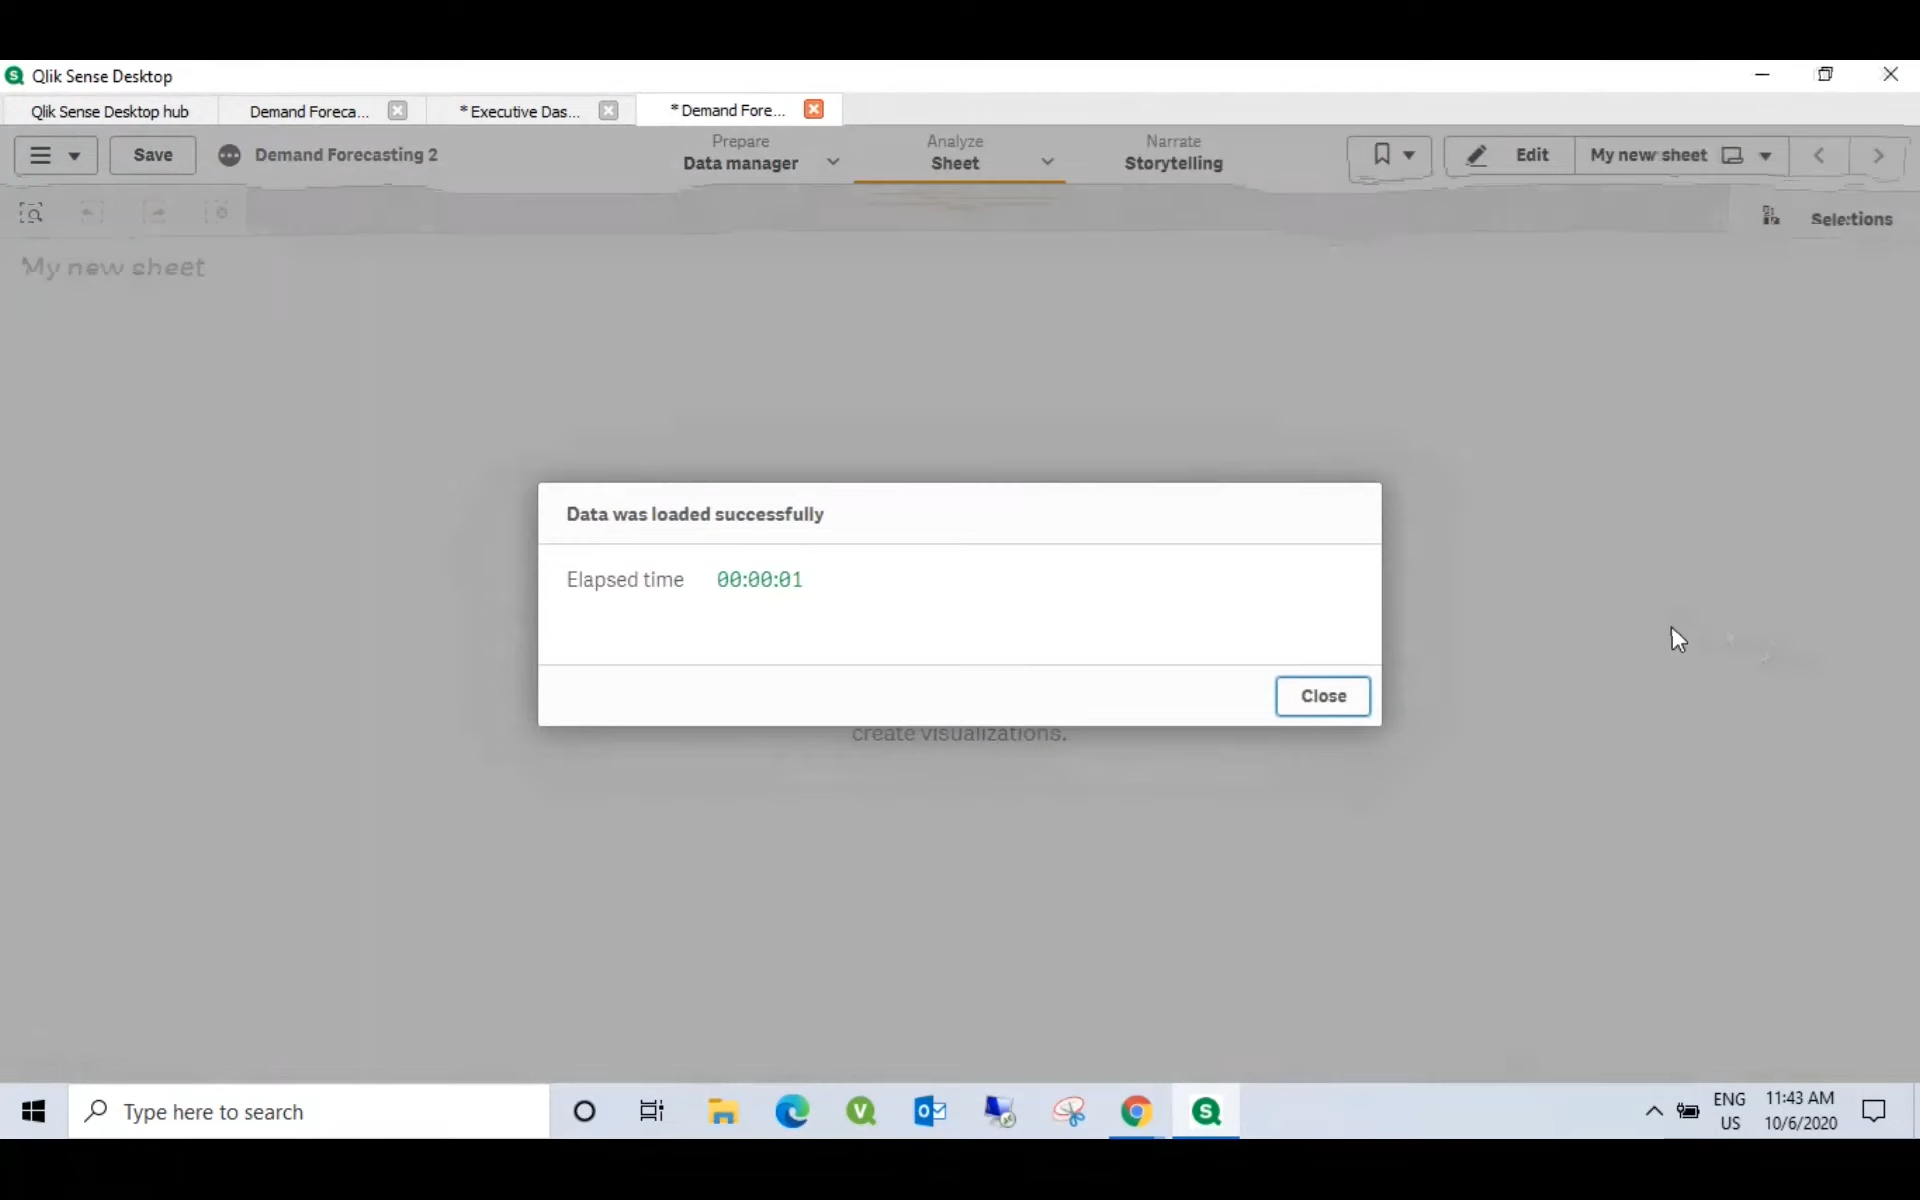 Qlik Sense Desktop
Qlik Sense Desktop hub
Demand Foreca...
* Executive Das...
* Demand Fore...
Save
Demand Forecasting 2
Prepare
Data manager
Analyze
Sheet
Narrate
Storytelling
Edit
My new sheet
Selections
My new sheet
Data was loaded successfully
Elapsed time 00:00:01
Close
create visualizations.
Type here to search
ENG
US
11:43 AM
10/6/2020